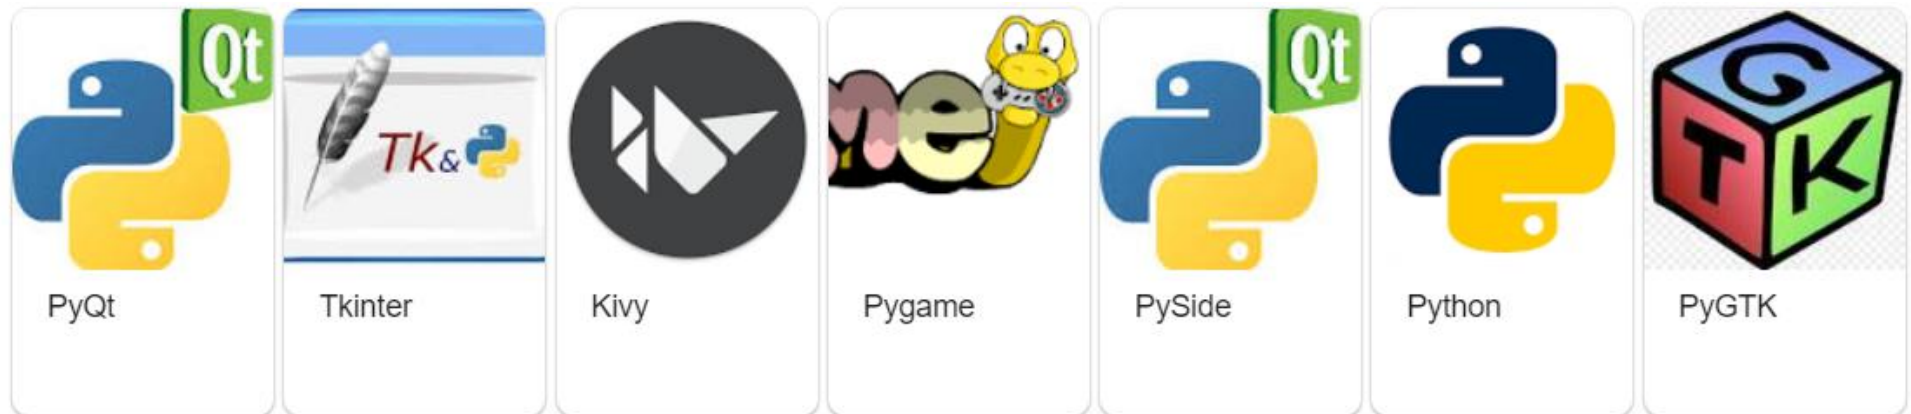 Qt
Tk &
me
Qt
G
T K
PyQt
Tkinter
Kivy
Pygame
PySide
Python
PyGTK